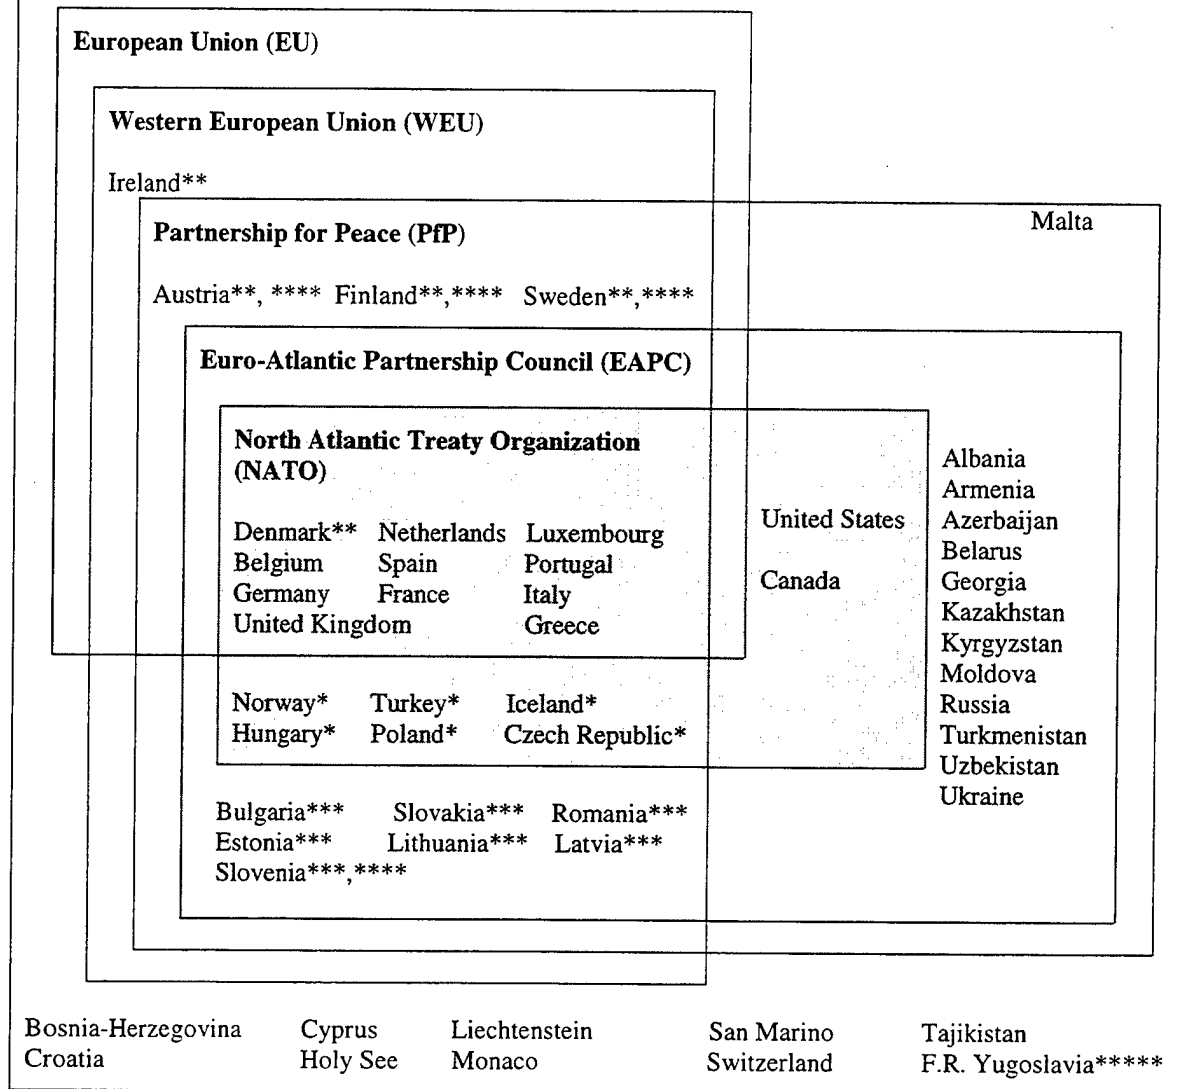 European Union (EU)
Western European Union (WEU)
Ireland**
Malta
Partnership for Peace (PfP)
Austria**, **** Finland**,**** Sweden**,****
Euro-Atlantic Partnership Council (EAPC)
North Atlantic Treaty Organization
(NATO)
Denmark** Netherlands Luxembourg
Belgium Spain Portugal
Germany France Italy
United Kingdom Greece
United States
Canada
Albania
Armenia
Azerbaijan
Belarus
Georgia
Kazakhstan
Kyrgyzstan
Moldova
Russia
Turkmenistan
Uzbekistan
Ukraine
Norway* Turkey* Iceland*
Hungary* Poland* Czech Republic*
Bulgaria*** Slovakia*** Romania***
Estonia*** Lithuania*** Latvia***
Slovenia***,****
Bosnia-Herzegovina Cyprus Liechtenstein San Marino Tajikistan
Croatia Holy See Monaco Switzerland F.R. Yugoslavia*****